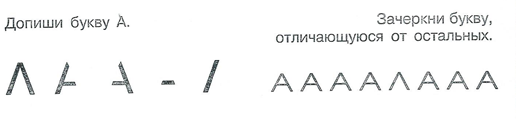 Допиши букву А.
Зачеркни букву,
отличающуюся от остальных.
А А А А Л А А А